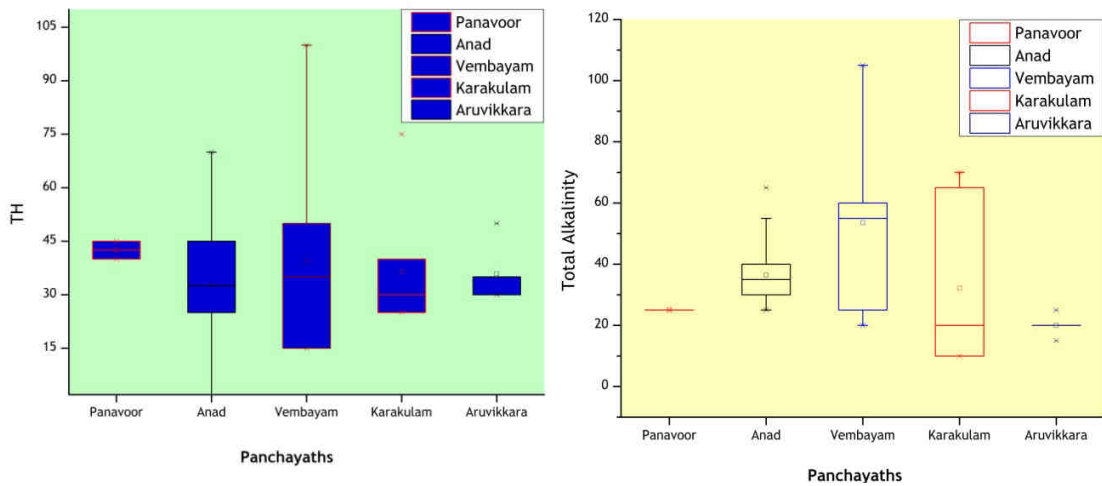 TH
105
90
75
60
45
30
15
Panavoor
Anad
Vembayam
Karakulam
Aruvikkara
Panavoor
Anad
Vembayam
Karakulam
Aruvikkara
Panchayaths
Total Alkalinity
120
100
80
60
40
20
0
Panavoor
Anad
Vembayam
Karakulam
Aruvikkara
Panavoor
Anad
Vembayam
Karakulam
Aruvikkara
Panchayaths